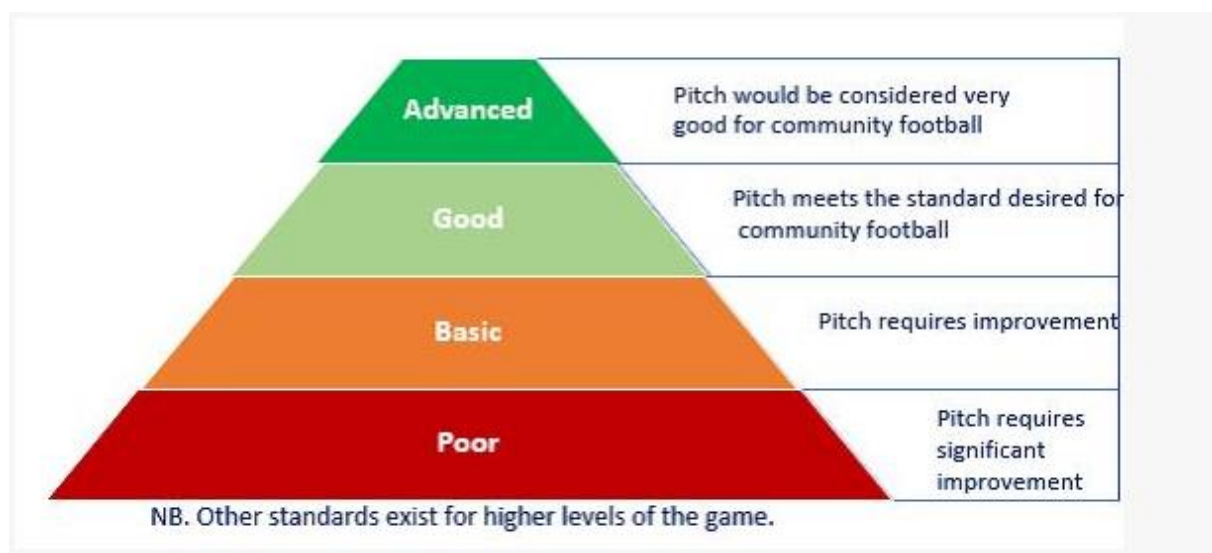 Advanced
Pitch would be considered very
good for community football
Good
Pitch meets the standard desired for
community football
Basic
Pitch requires improvement
Poor
Pitch requires
significant
improvement
NB. Other standards exist for higher levels of the game.